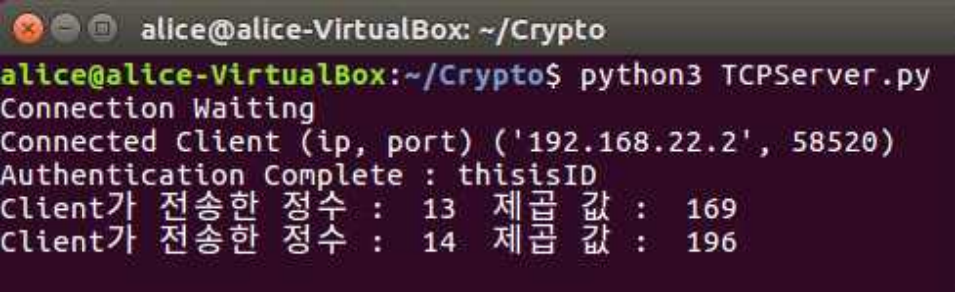 alice@alice-VirtualBox: ~/Crypto
alice@alice-VirtualBox:~/Crypto$ python3 TCPServer.py
Connection Waiting
Connected Client (ip, port) ('192.168.22.2', 58520)
Authentication Complete : thisisID
Client가 전송한 정수 :  13  제곱 값 :  169
Client가 전송한 정수 :  14  제곱 값 :  196